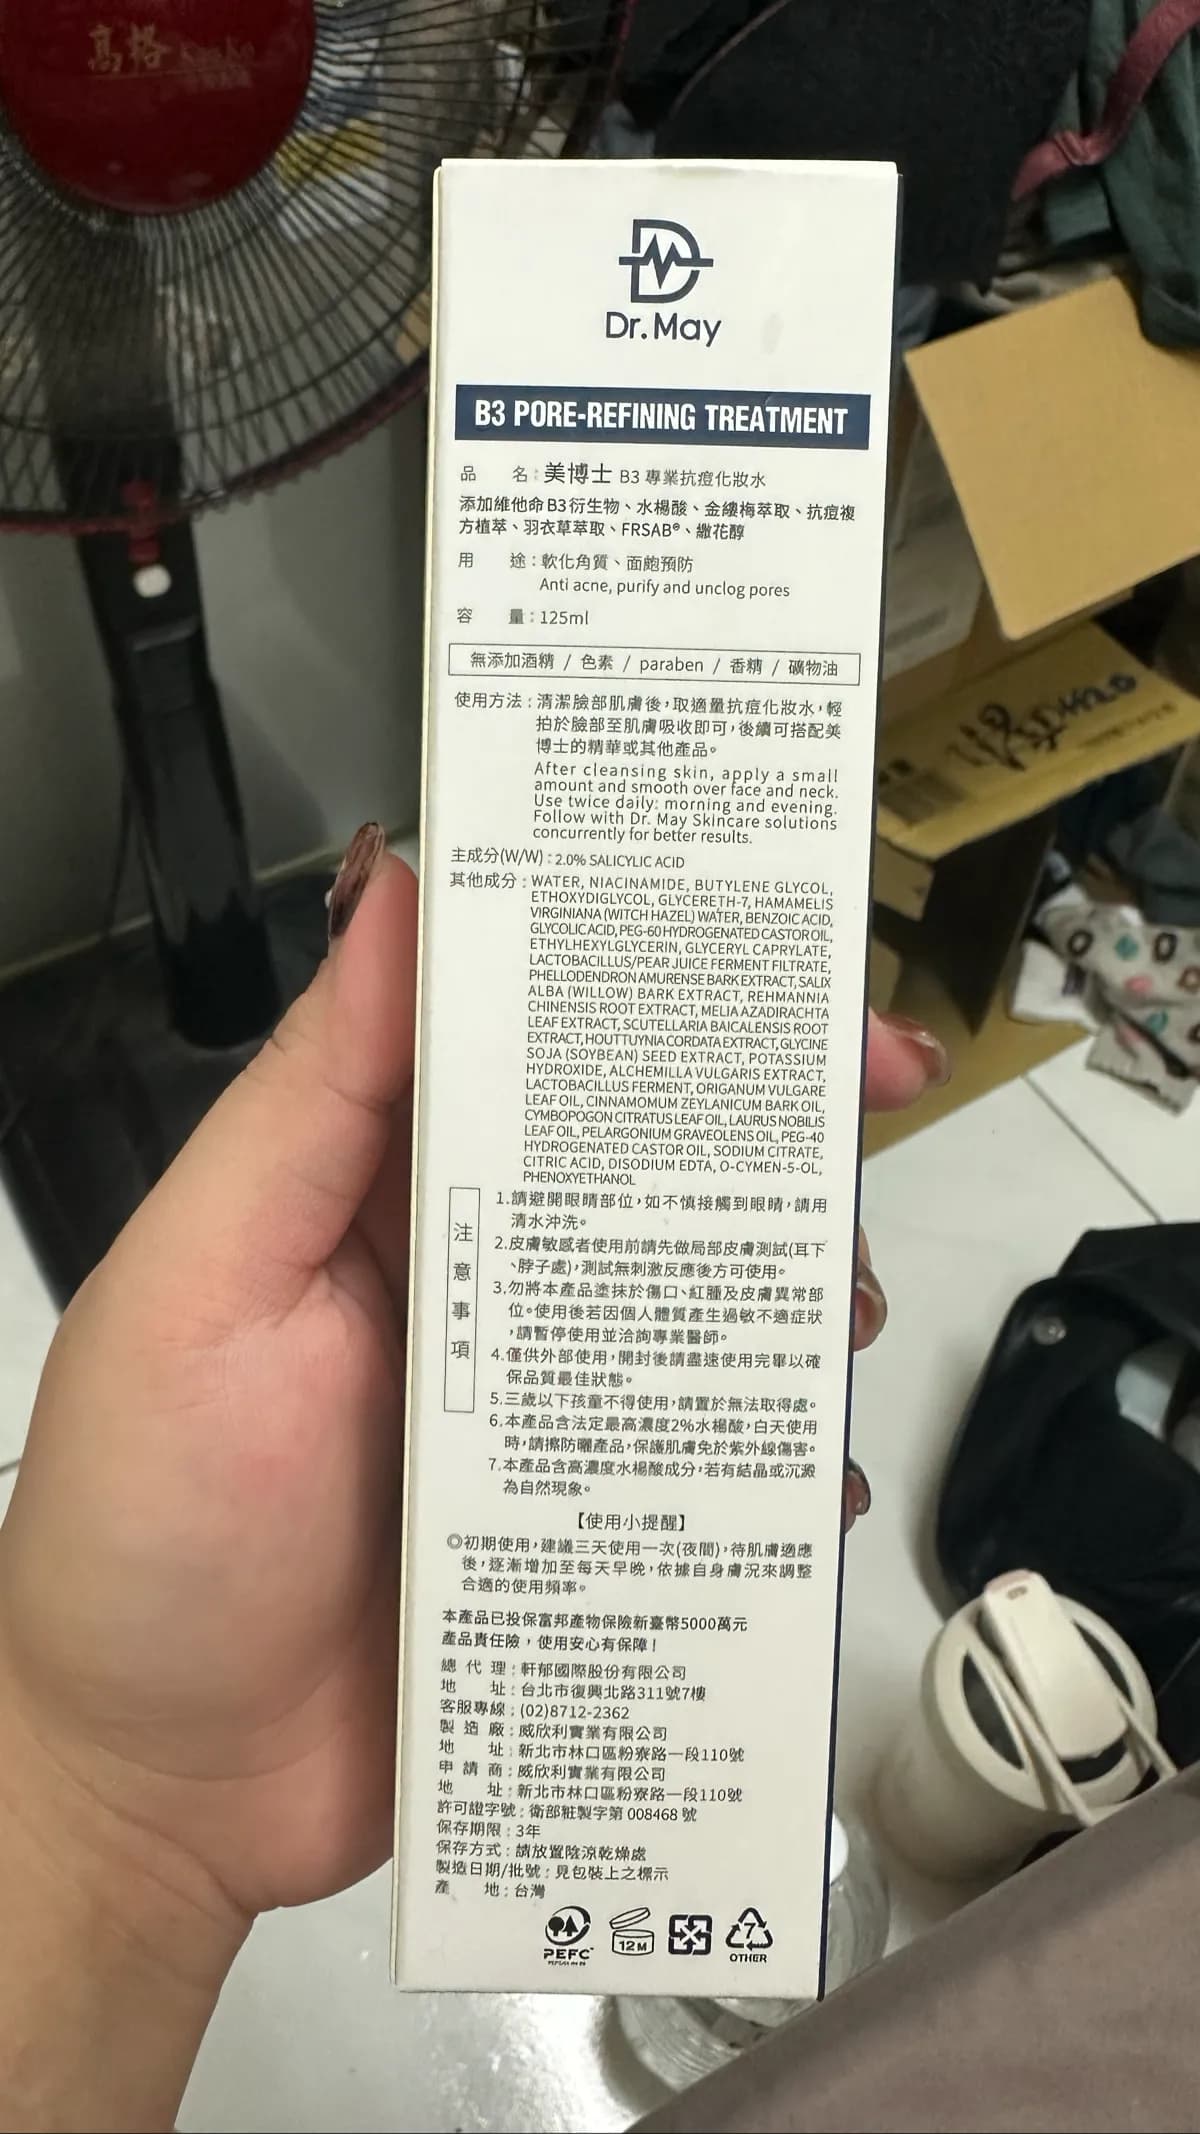 高格
Dr. May
B3 PORE-REFINING TREATMENT
品 名：美博士 B3 專業抗痘化妝水
添加維他命B3衍生物、水楊酸、金縷梅萃取、抗痘複
方植萃、羽衣草萃取、FRSAB®、繖花醇
用 途：軟化角質、面皰預防
Anti acne, purify and unclog pores
容 量：125ml
無添加酒精 / 色素 / paraben / 香精 / 礦物油
使用方法：清潔臉部肌膚後，取適量抗痘化妝水，輕
拍於臉部至肌膚吸收即可，後續可搭配美
博士的精華或其他產品。
After cleansing skin, apply a small
amount and smooth over face and neck.
Use twice daily: morning and evening.
Follow with Dr. May Skincare solutions
concurrently for better results.
主成分(W/W)：2.0% SALICYLIC ACID
其他成分：WATER, NIACINAMIDE, BUTYLENE GLYCOL,
ETHOXYDIGLYCOL, GLYCERETH-7, HAMAMELIS
VIRGINIANA (WITCH HAZEL) WATER, BENZOIC ACID,
GLYCOLIC ACID, PEG-60 HYDROGENATED CASTOR OIL,
ETHYLHEXYLGLYCERIN, GLYCERYL CAPRYLATE,
LACTOBACILLUS/PEAR JUICE FERMENT FILTRATE,
PHELLODENDRON AMURENSE BARK EXTRACT, SALIX
ALBA (WILLOW) BARK EXTRACT, REHMANNIA
CHINENSIS ROOT EXTRACT, MELIA AZADIRACHTA
LEAF EXTRACT, SCUTELLARIA BAICALENSIS ROOT
EXTRACT, HOUTTUYNIA CORDATA EXTRACT, GLYCINE
SOJA (SOYBEAN) SEED EXTRACT, POTASSIUM
HYDROXIDE, ALCHEMILLA VULGARIS EXTRACT,
LACTOBACILLUS FERMENT, ORIGANUM VULGARE
LEAF OIL, CINNAMOMUM ZEYLANICUM BARK OIL,
CYMBOPOGON CITRATUS LEAF OIL, LAURUS NOBILIS
LEAF OIL, PELARGONIUM GRAVEOLENS OIL, PEG-40
HYDROGENATED CASTOR OIL, SODIUM CITRATE,
CITRIC ACID, DISODIUM EDTA, O-CYMEN-5-OL,
PHENOXYETHANOL
注意事項
1.請避開眼睛部位，如不慎接觸到眼睛，請用
清水沖洗。
2.皮膚敏感者使用前請先做局部皮膚測試(耳下
、脖子處)，測試無刺激反應後方可使用。
3.勿將本產品塗抹於傷口、紅腫及皮膚異常部
位。使用後若因個人體質產生過敏不適症狀
，請暫停使用並洽詢專業醫師。
4.僅供外部使用，開封後請盡速使用完畢以確
保品質最佳狀態。
5.三歲以下孩童不得使用，請置於無法取得處。
6.本產品含法定最高濃度2%水楊酸，白天使用
時，請擦防曬產品，保護肌膚免於紫外線傷害。
7.本產品含高濃度水楊酸成分，若有結晶或沉澱
為自然現象。
【使用小提醒】
◎初期使用，建議三天使用一次(夜間)，待肌膚適應
後，逐漸增加至每天早晚，依據自身膚況來調整
合適的使用頻率。
本產品已投保富邦產物保險新臺幣5000萬元
產品責任險，使用安心有保障！
總 代 理：軒郁國際股份有限公司
地 址：台北市復興北路311號7樓
客服專線：(02)8712-2362
製 造 廠：威欣利實業有限公司
地 址：新北市林口區粉寮路一段110號
申 請 商：威欣利實業有限公司
地 址：新北市林口區粉寮路一段110號
許可證字號：衛部粧製字第 008468 號
保存期限：3年
保存方式：請放置陰涼乾燥處
製造日期/批號：見包裝上之標示
產 地：台灣
PEFC
12M
7
OTHER